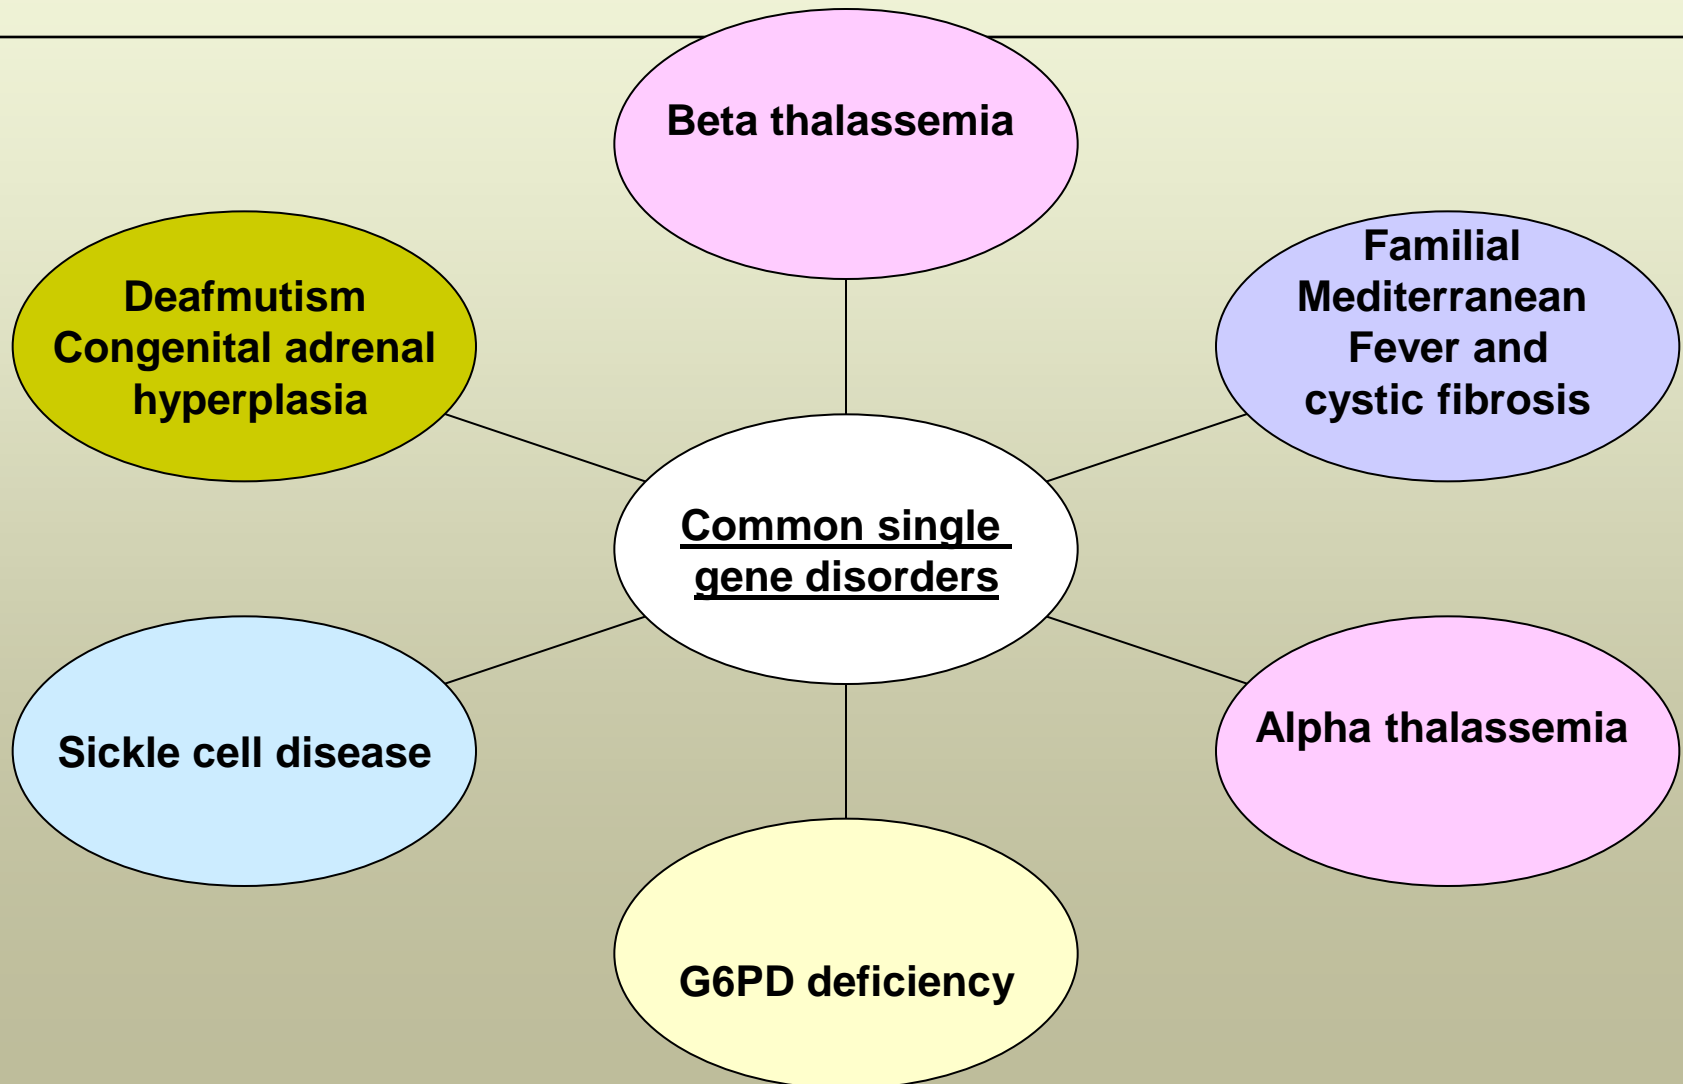 Beta thalassemia
Deafmutism
Congenital adrenal
hyperplasia
Familial
Mediterranean
Fever and
cystic fibrosis
Common single
gene disorders
Sickle cell disease
Alpha thalassemia
G6PD deficiency